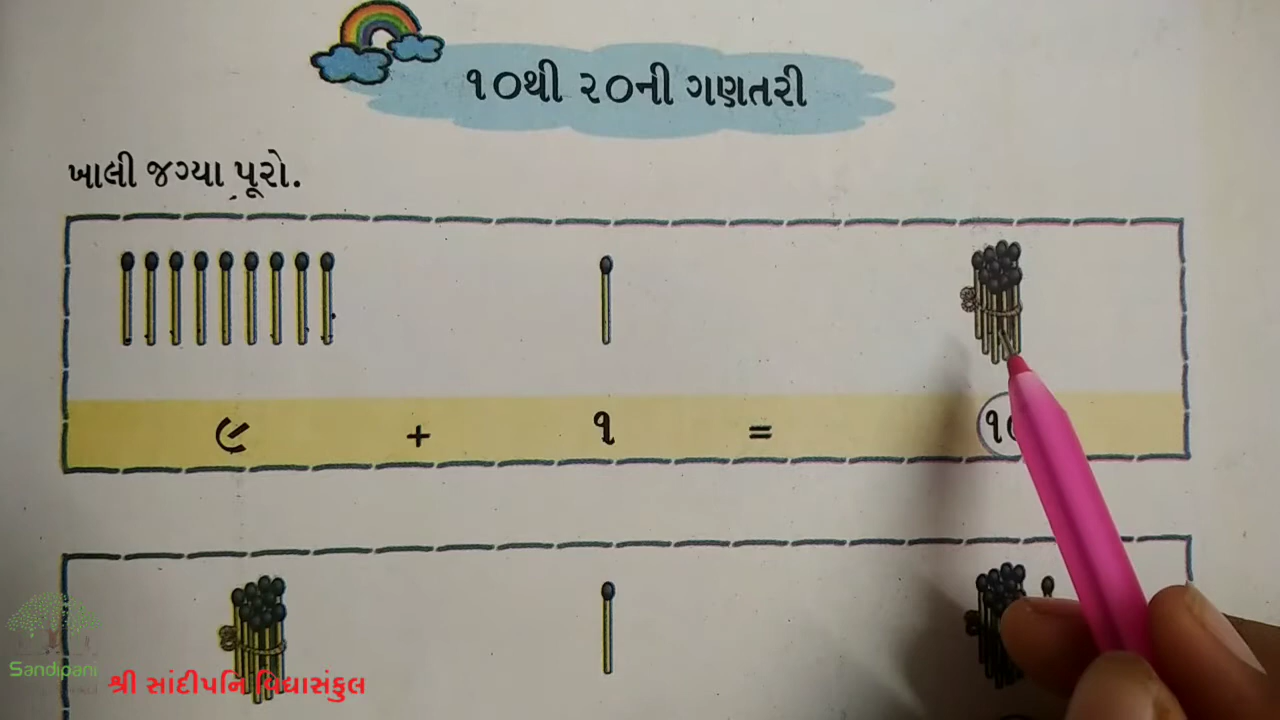 ૧૦થી ૨૦ની ગણતરી
ખાલી જગ્યા પૂરો.
૯ + ૧ =
Sandipani
શ્રી સાંદીપનિ વિદ્યાસંકુલ